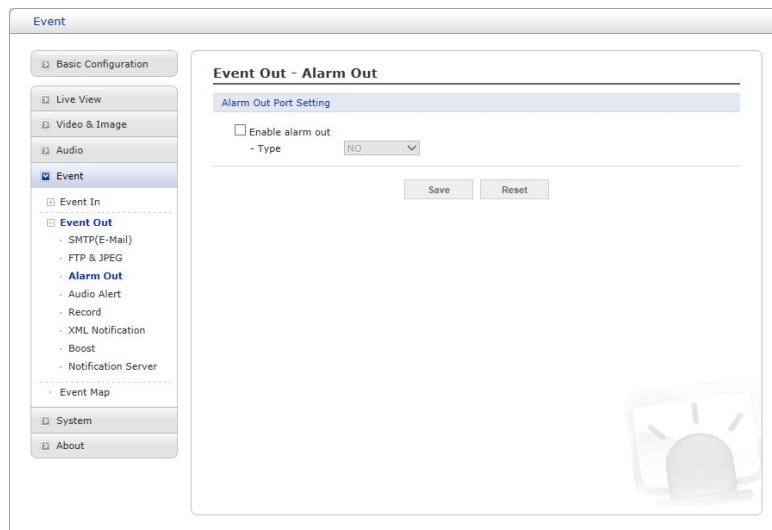 Event
Basic Configuration
Live View
Video & Image
Audio
Event
Event In
Event Out
SMTP(E-Mail)
FTP & JPEG
Alarm Out
Audio Alert
Record
XML Notification
Boost
Notification Server
Event Map
System
About
Event Out - Alarm Out
Alarm Out Port Setting
Enable alarm out
- Type NO
Save Reset